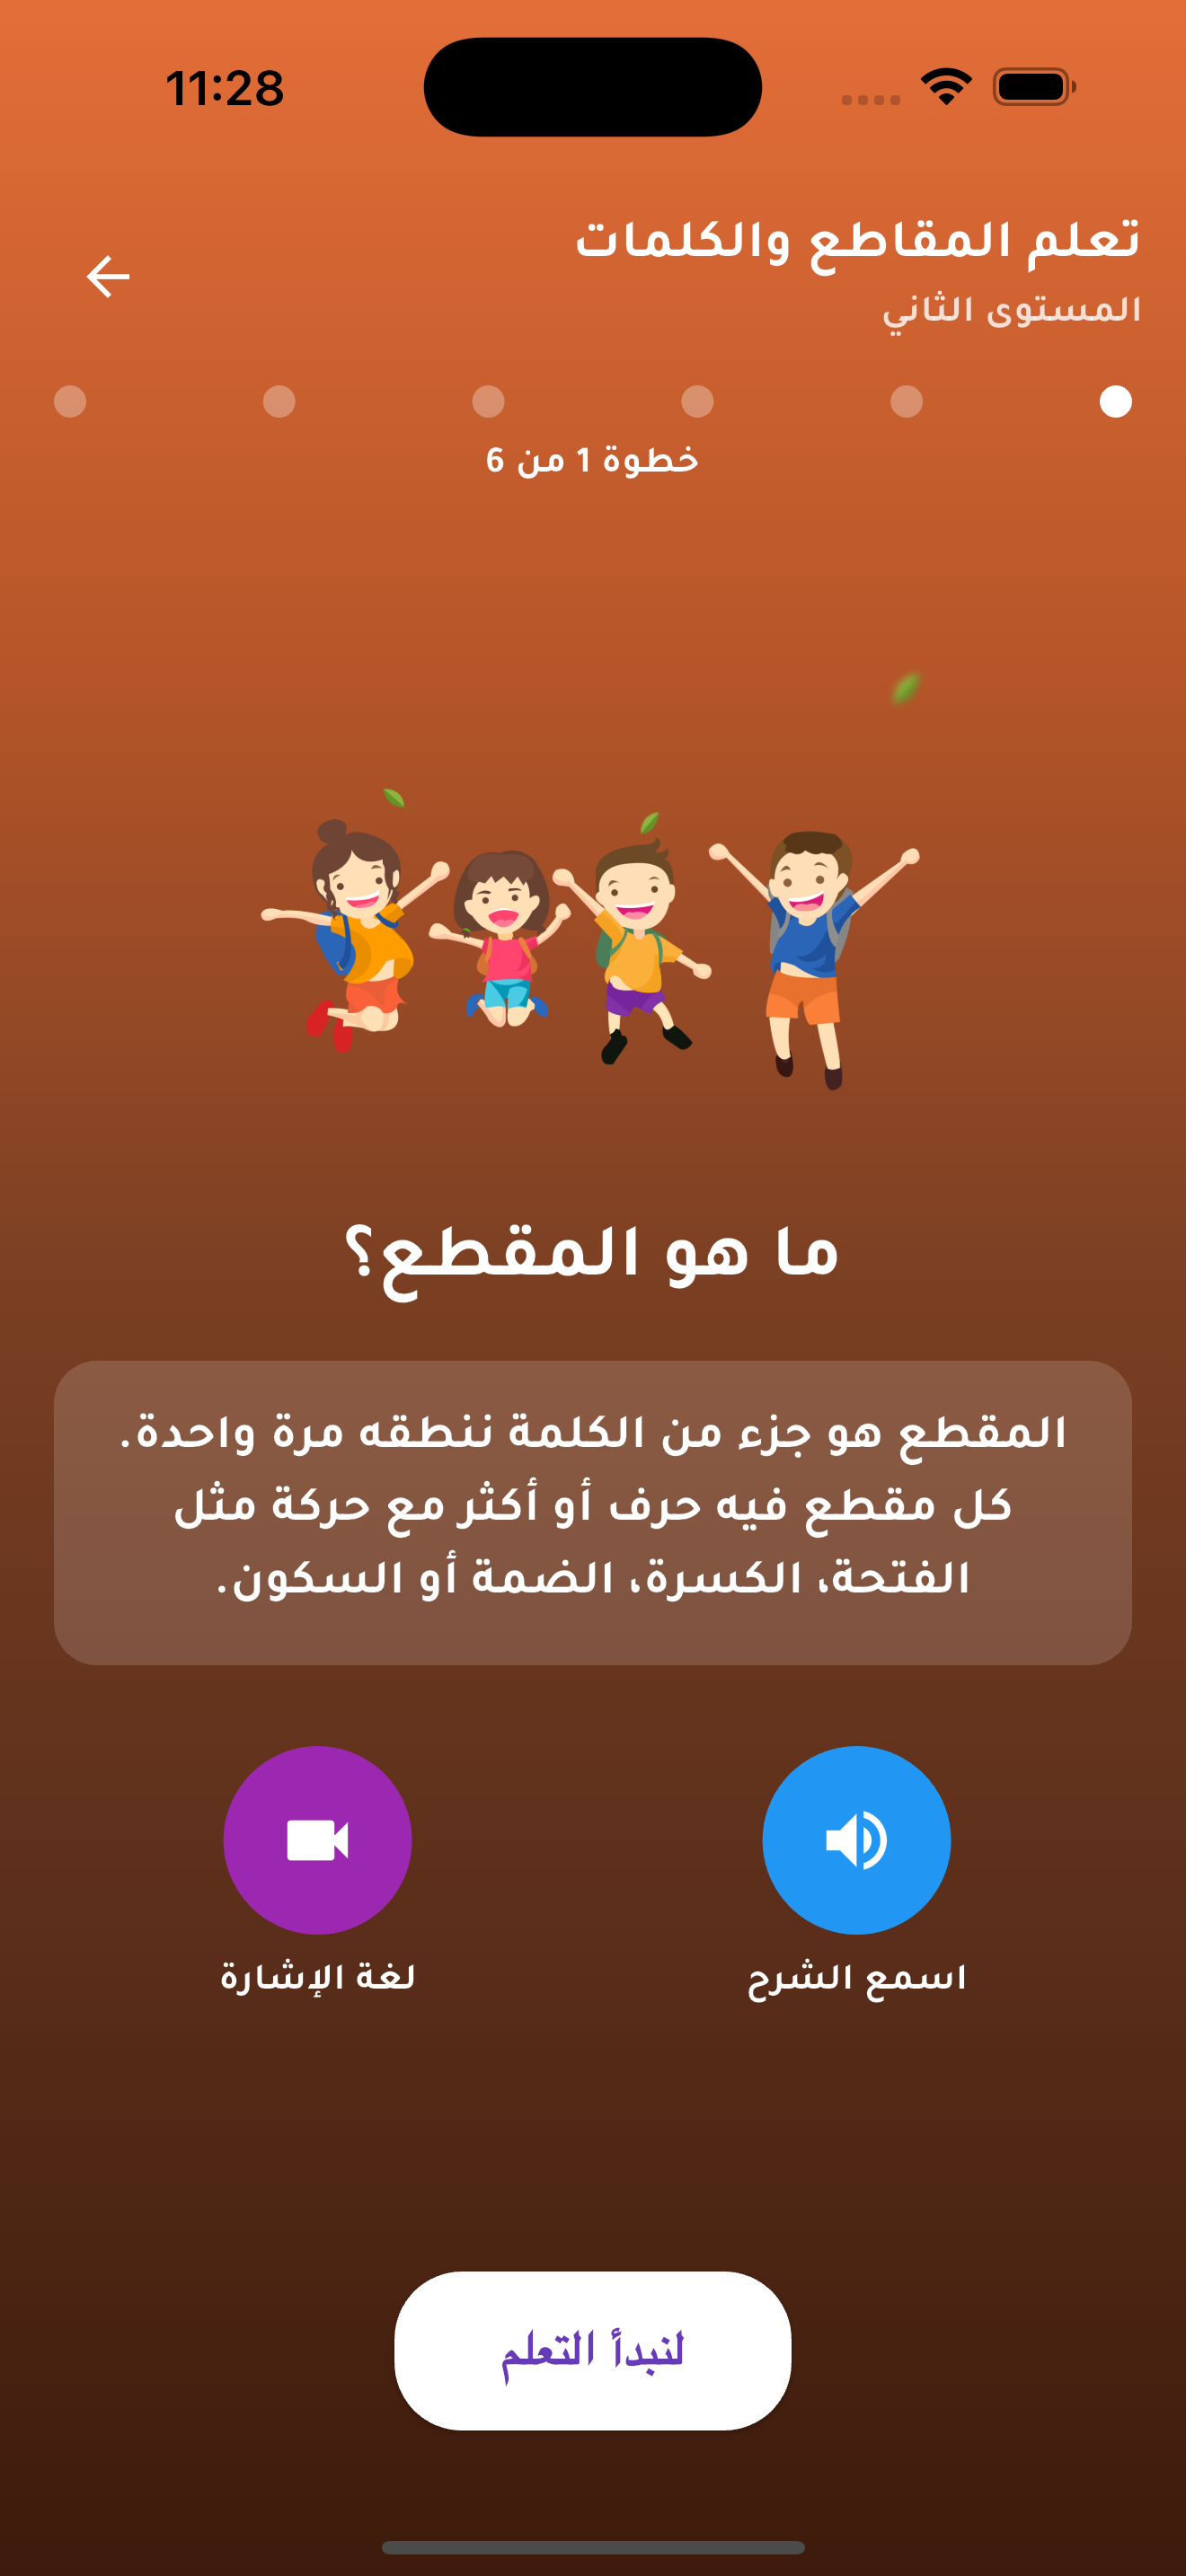 11:28
تعلم المقاطع والكلمات
المستوى الثاني
خطوة 1 من 6
ما هو المقطع؟
المقطع هو جزء من الكلمة ننطقه مرة واحدة.
كل مقطع فيه حرف أو أكثر مع حركة مثل
الفتحة، الكسرة، الضمة أو السكون.
اسمع الشرح
لغة الإشارة
لنبدأ التعلم